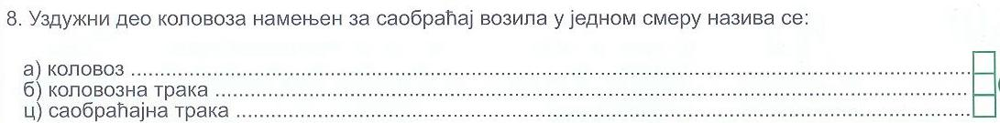 8. Уздужни део коловоза намењен за саобраћај возила у једном смеру назива се:
а) коловоз ........................................................................................................................
б) коловозна трака ........................................................................................................
ц) саобраћајна трака .....................................................................................................